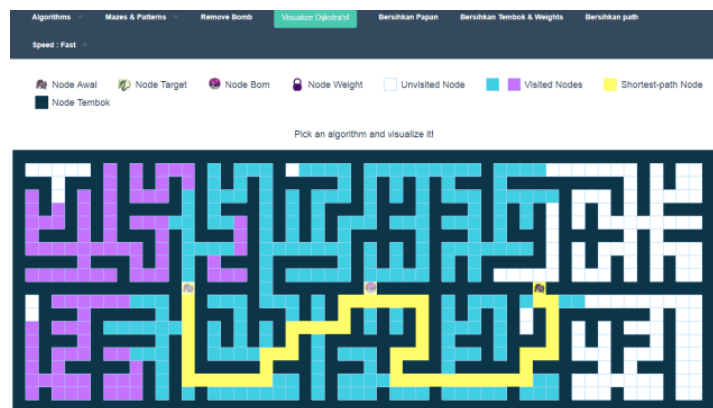 Algorithms Mazes & Patterns Remove Bomb Visualize Dijkstra's! Bersihkan Papan Bersihkan Tembok & Weights Bersihkan path
Speed : Fast
Node Awal Node Target Node Bom Node Weight Unvisited Node Visited Nodes Shortest-path Node
Node Tembok
Pick an algorithm and visualize it!